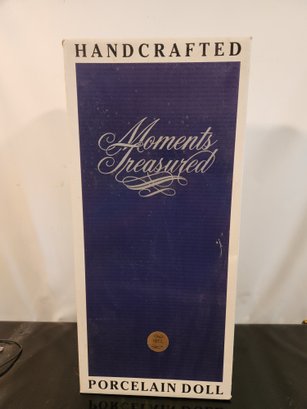 HANDCRAFTED
Moments
Treasured
PORCELAIN DOLL